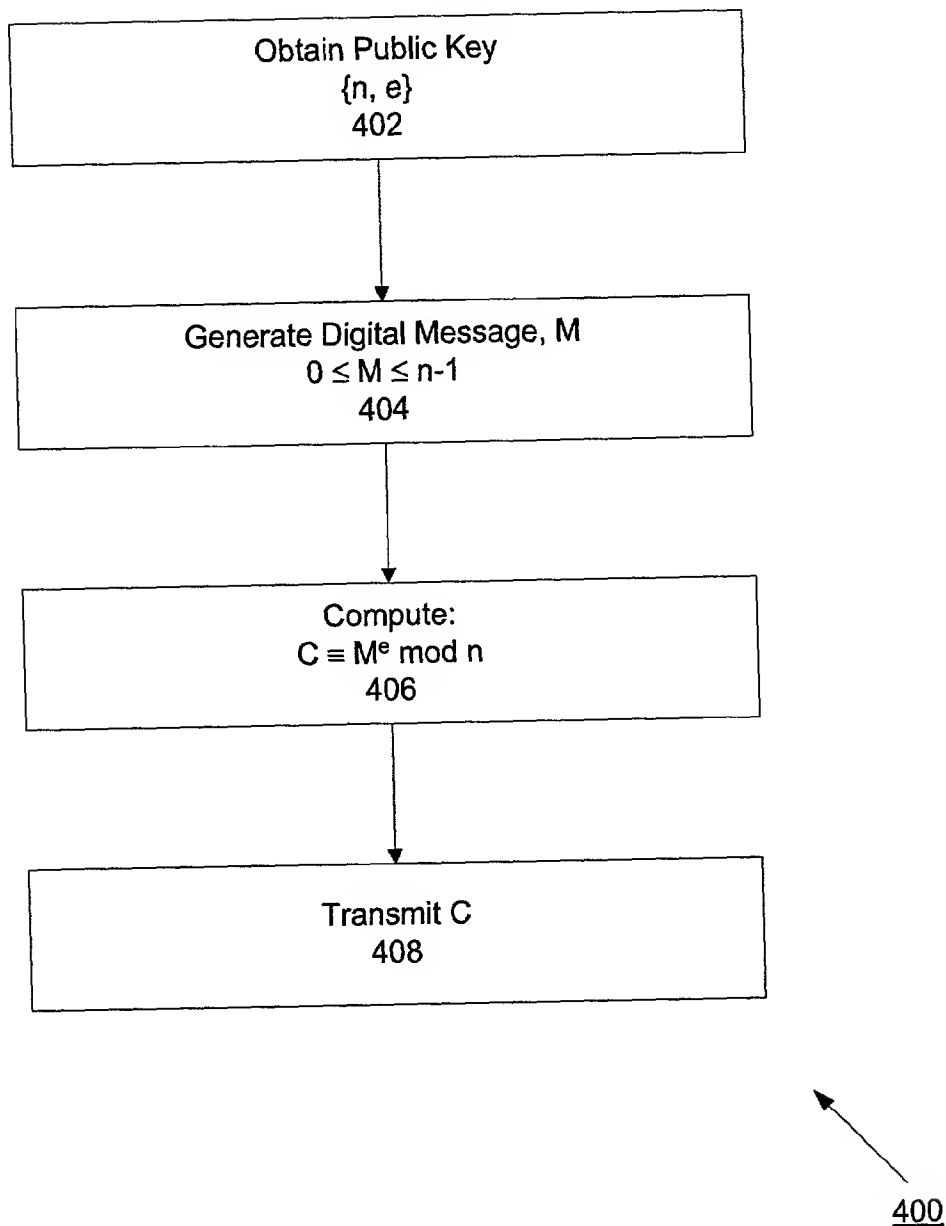 Obtain Public Key
{n, e}
402
Generate Digital Message, M
0 ≤ M ≤ n-1
404
Compute:
C ≡ Mᵉ mod n
406
Transmit C
408
400